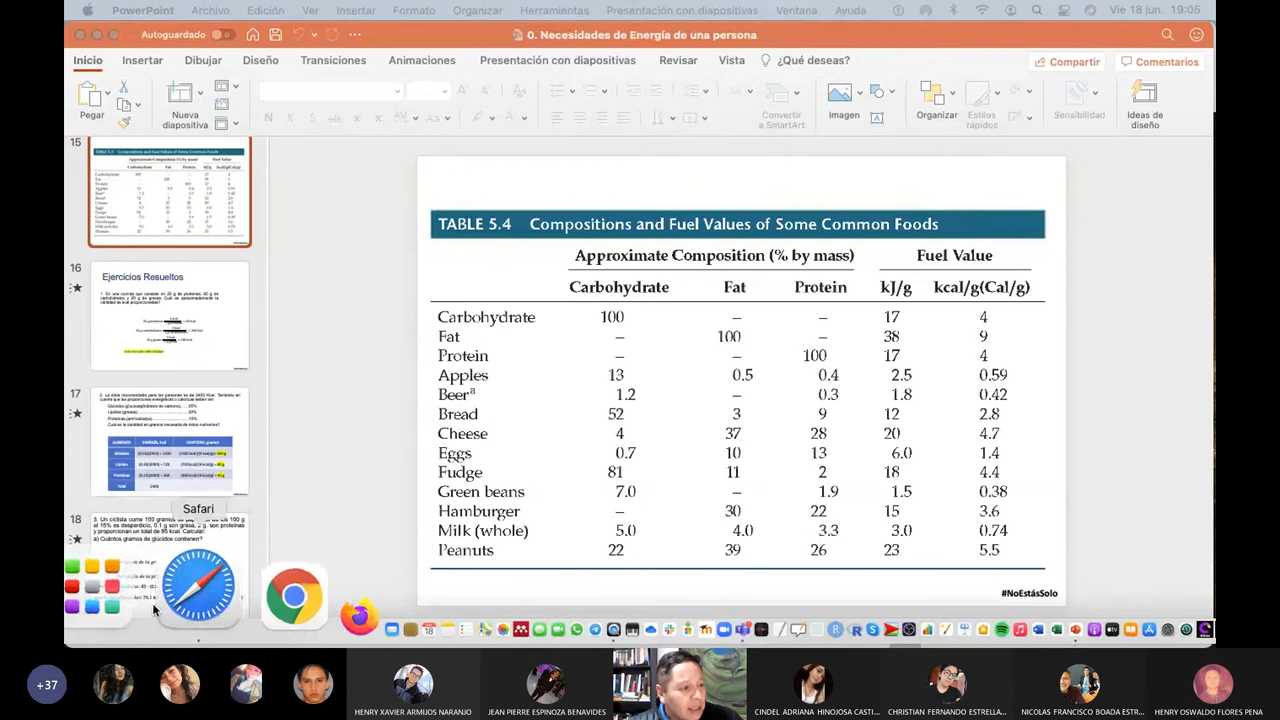 PowerPoint Archivo Edición Ver Insertar Formato Organizar Herramientas Presentación con diapositivas Ventana Ayuda Vie 18 jun. 19:05
Autoguardado 0. Necesidades de Energía de una persona
Inicio Insertar Dibujar Diseño Transiciones Animaciones Presentación con diapositivas Revisar Vista ¿Qué deseas? Compartir Comentarios
Pegar Nueva diapositiva Convertir a SmartArt Imagen Organizar Estilos rápidos Sensibilidad Ideas de diseño
15
16
Ejercicios Resueltos
17
18
Safari
TABLE 5.4 Compositions and Fuel Values of Some Common Foods
Approximate Composition (% by mass) Fuel Value
Carbohydrate Fat Protein kJ/g kcal/g(Cal/g)
Carbohydrate 100 – – 17 4
Fat – 100 – 38 9
Protein – – 100 17 4
Apples 13 0.5 0.4 2.5 0.59
Beerª 1.2 – 0.3 1.8 0.42
Bread 52 3 9 12 2.8
Cheese 4 37 28 20 4.7
Eggs 0.7 10 13 6.0 1.4
Fudge 81 11 2 18 4.4
Green beans 7.0 – 1.9 1.5 0.38
Hamburger – 30 22 15 3.6
Milk (whole) 5.0 4.0 3.3 3.0 0.74
Peanuts 22 39 26 23 5.5
#NoEstásSolo
+37
HENRY XAVIER ARMIJOS NARANJO
JEAN PIERRE ESPINOZA BENAVIDES
CINDEL ADRIANA HINOJOSA CASTI...
CHRISTIAN FERNANDO ESTRELLA...
NICOLAS FRANCISCO BOADA ESTR...
HENRY OSWALDO FLORES PEÑA